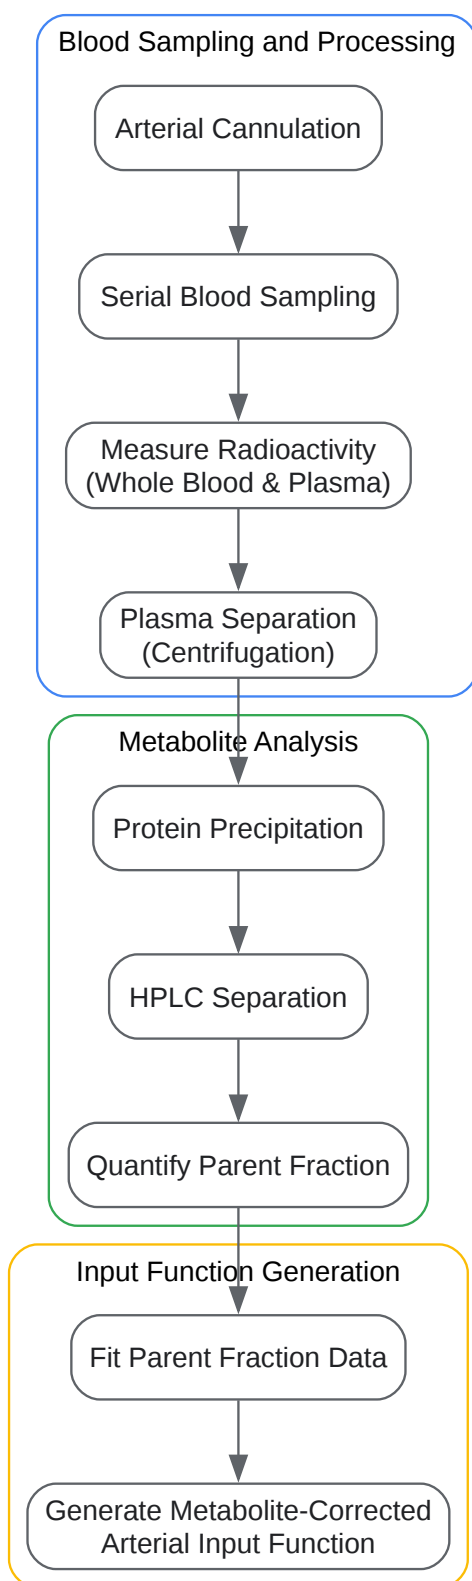 Blood Sampling and Processing
Arterial Cannulation
Serial Blood Sampling
Measure Radioactivity
(Whole Blood & Plasma)
Plasma Separation
(Centrifugation)
Metabolite Analysis
Protein Precipitation
HPLC Separation
Quantify Parent Fraction
Input Function Generation
Fit Parent Fraction Data
Generate Metabolite-Corrected
Arterial Input Function